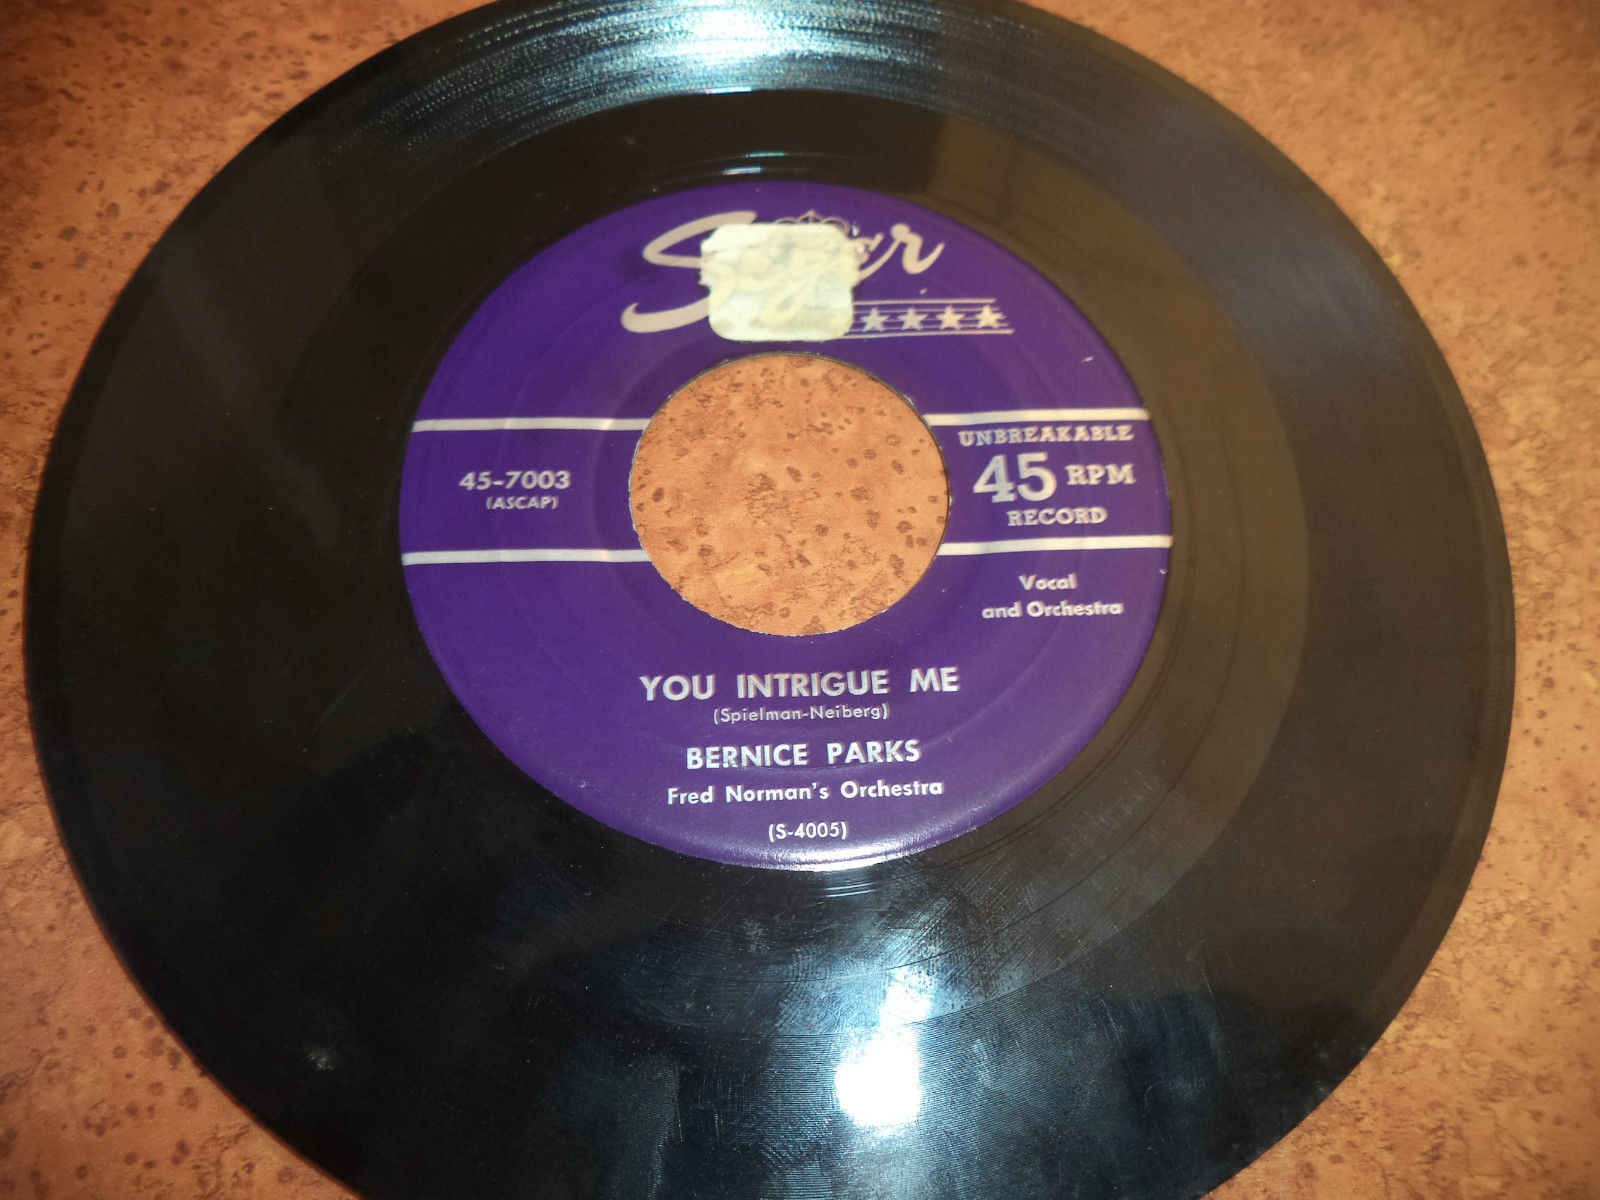 45-7003
(ASCAP)
UNBREAKABLE
45 RPM
RECORD
Vocal
and Orchestra
YOU INTRIGUE ME
(Spielman-Neiberg)
BERNICE PARKS
Fred Norman's Orchestra
(S-4005)